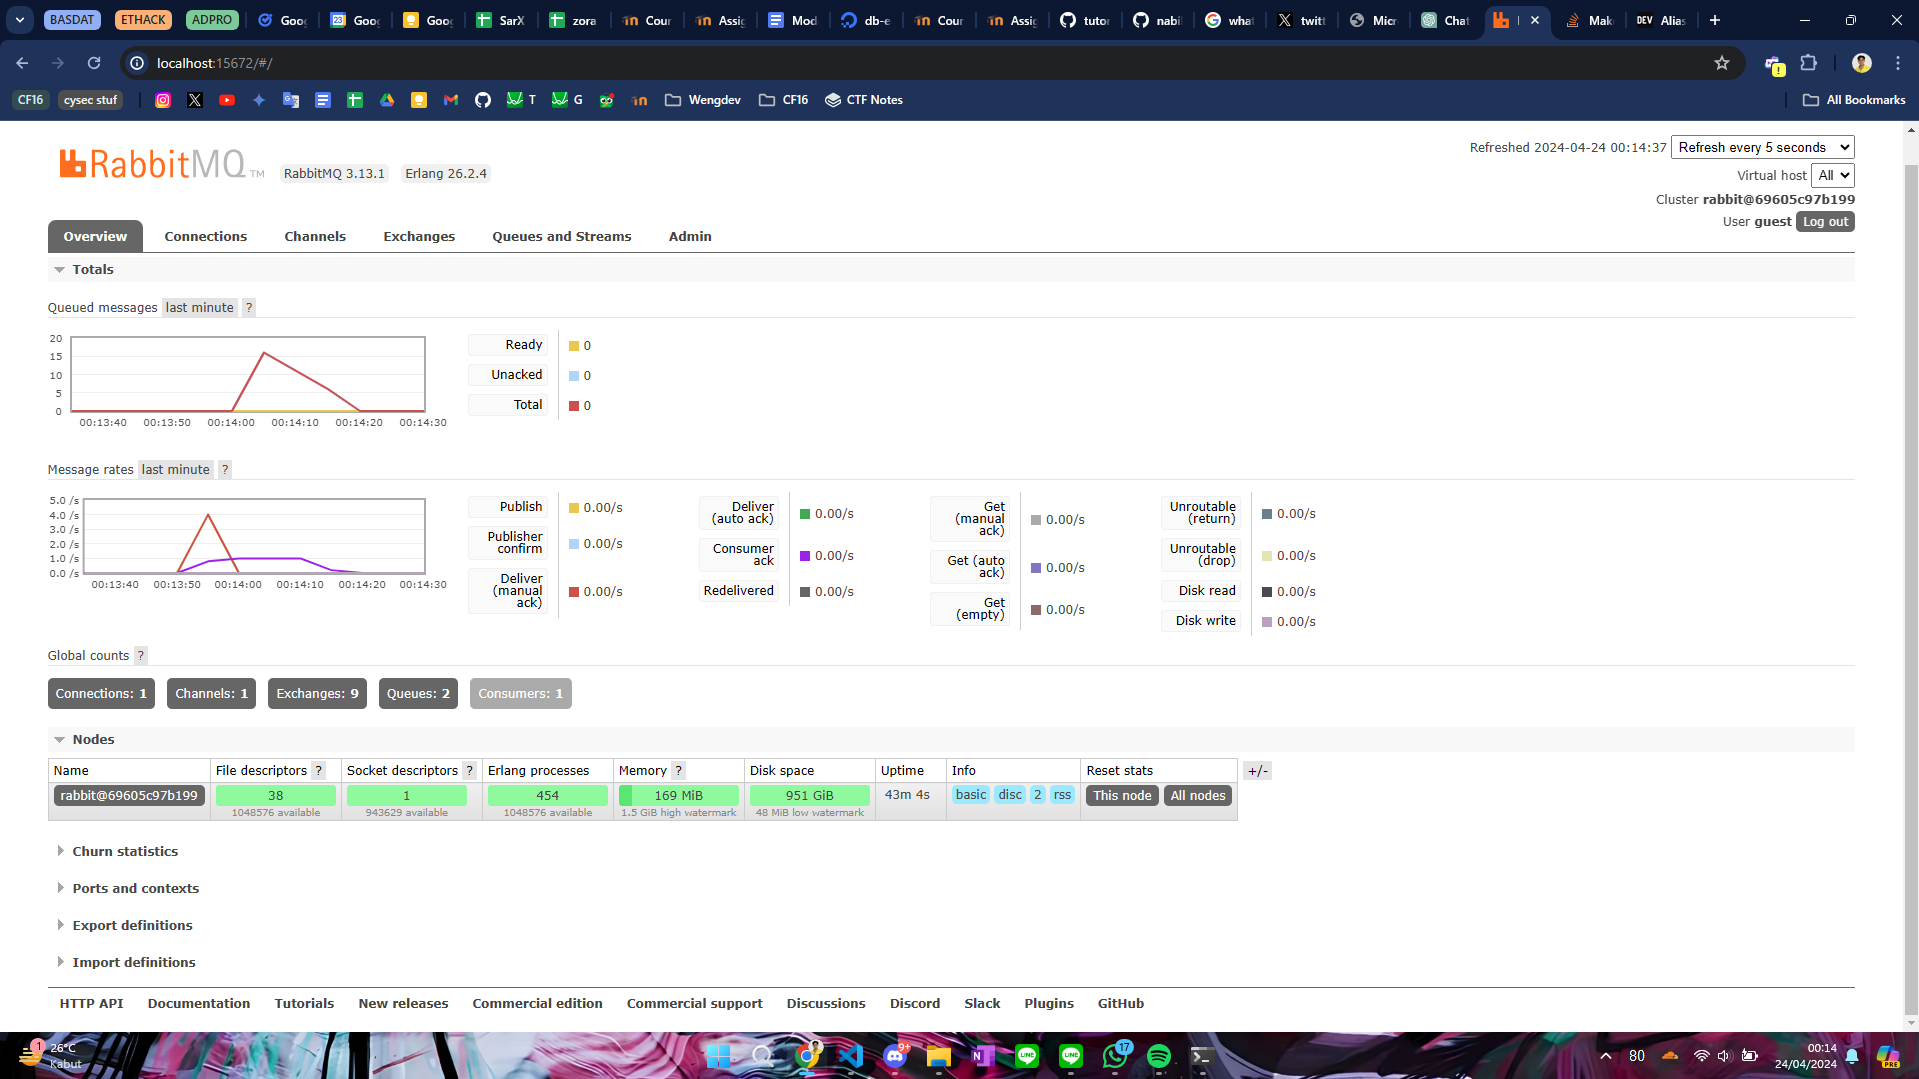 BASDAT ETHACK ADPRO Goo Goo Goo SarX zora Cour Assig Mod db-e Cour Assig tutor nabil what twitt Micr Chat Mak DEV Alias
localhost:15672/#/
CF16 cysec stuf T G Wengdev CF16 CTF Notes All Bookmarks
RabbitMQ TM RabbitMQ 3.13.1 Erlang 26.2.4
Refreshed 2024-04-24 00:14:37 Refresh every 5 seconds
Virtual host All
Cluster rabbit@69605c97b199
User guest Log out
Overview Connections Channels Exchanges Queues and Streams Admin
Totals
Queued messages last minute ?
20
15
10
5
0
00:13:40 00:13:50 00:14:00 00:14:10 00:14:20 00:14:30
Ready 0
Unacked 0
Total 0
Message rates last minute ?
5.0 /s
4.0 /s
3.0 /s
2.0 /s
1.0 /s
0.0 /s
00:13:40 00:13:50 00:14:00 00:14:10 00:14:20 00:14:30
Publish 0.00/s
Publisher
confirm 0.00/s
Deliver
(manual
ack) 0.00/s
Deliver
(auto ack) 0.00/s
Consumer
ack 0.00/s
Redelivered 0.00/s
Get
(manual
ack) 0.00/s
Get (auto
ack) 0.00/s
Get
(empty) 0.00/s
Unroutable
(return) 0.00/s
Unroutable
(drop) 0.00/s
Disk read 0.00/s
Disk write 0.00/s
Global counts ?
Connections: 1 Channels: 1 Exchanges: 9 Queues: 2 Consumers: 1
Nodes
Name File descriptors ? Socket descriptors ? Erlang processes Memory ? Disk space Uptime Info Reset stats +/-
rabbit@69605c97b199 38 1 454 169 MiB 951 GiB 43m 4s basic disc 2 rss This node All nodes
1048576 available 943629 available 1048576 available 1.5 GiB high watermark 48 MiB low watermark
Churn statistics
Ports and contexts
Export definitions
Import definitions
HTTP API Documentation Tutorials New releases Commercial edition Commercial support Discussions Discord Slack Plugins GitHub
1 26°C
Kabut
9+ 17 80 00:14
24/04/2024